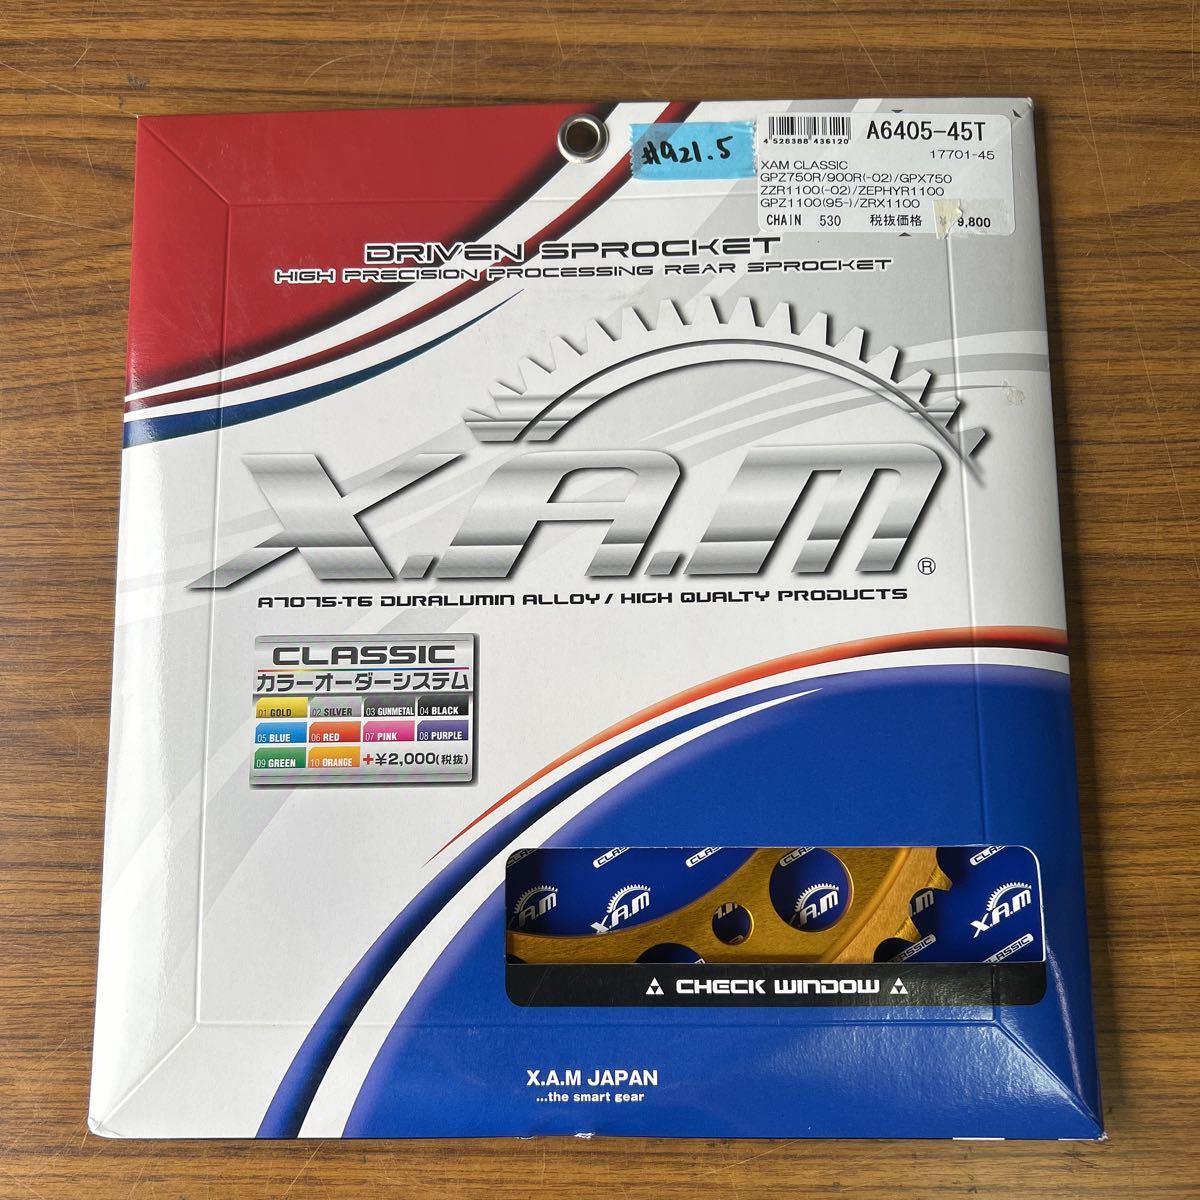 #921.5
4 528388 436120
A6405-45T
17701-45
XAM CLASSIC
GPZ750R/900R(-02)/GPX750
ZZR1100(-02)/ZEPHYR1100
GPZ1100(95-)/ZRX1100
CHAIN 530 税抜価格 ¥ 9,800
DRIVEN SPROCKET
HIGH PRECISION PROCESSING REAR SPROCKET
X.A.M®
A7075-T6 DURALUMIN ALLOY / HIGH QUALTY PRODUCTS
CLASSIC
カラーオーダーシステム
01 GOLD 02 SILVER 03 GUNMETAL 04 BLACK
05 BLUE 06 RED 07 PINK 08 PURPLE
09 GREEN 10 ORANGE +¥2,000(税抜)
X.A.M
X.A.M
X.A.M
CLASSIC
CLASSIC
CHECK WINDOW
X.A.M JAPAN
...the smart gear